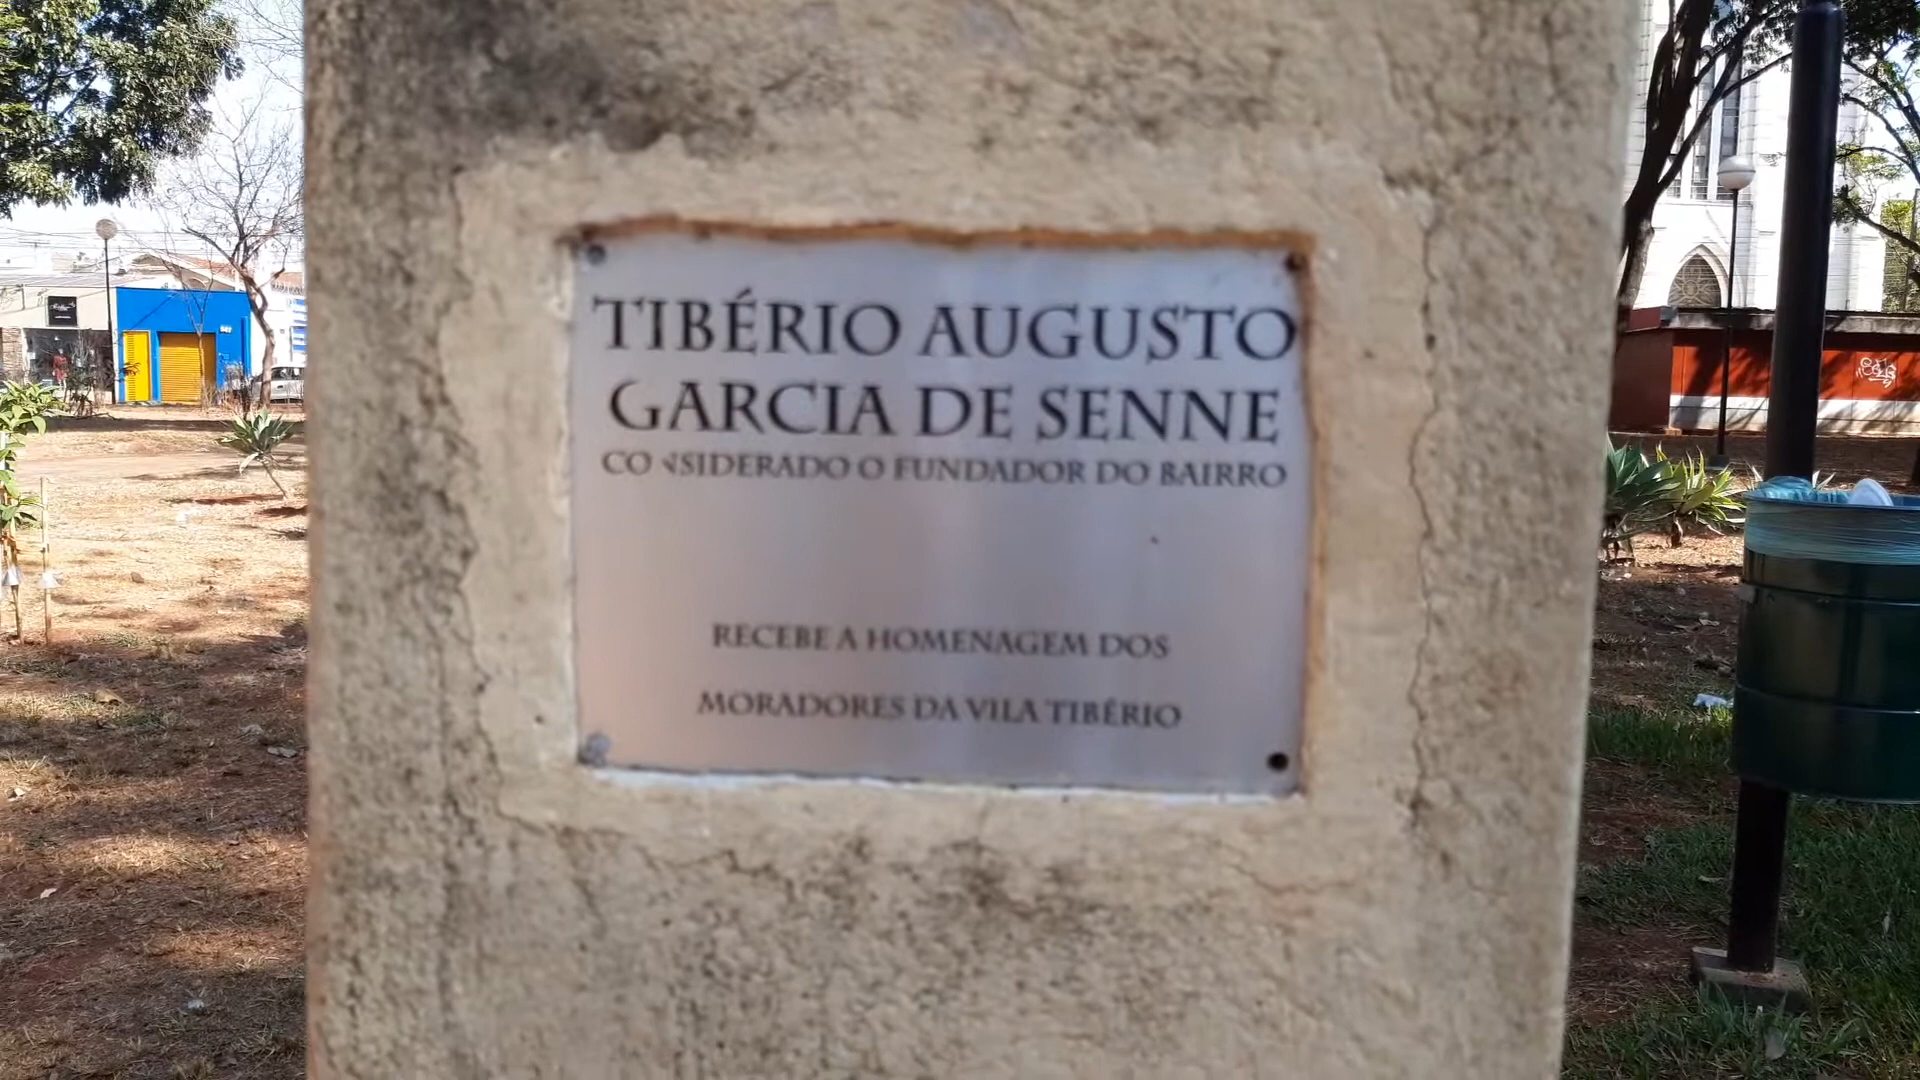 TIBÉRIO AUGUSTO
GARCIA DE SENNE
CONSIDERADO O FUNDADOR DO BAIRRO
RECEBE A HOMENAGEM DOS
MORADORES DA VILA TIBÉRIO